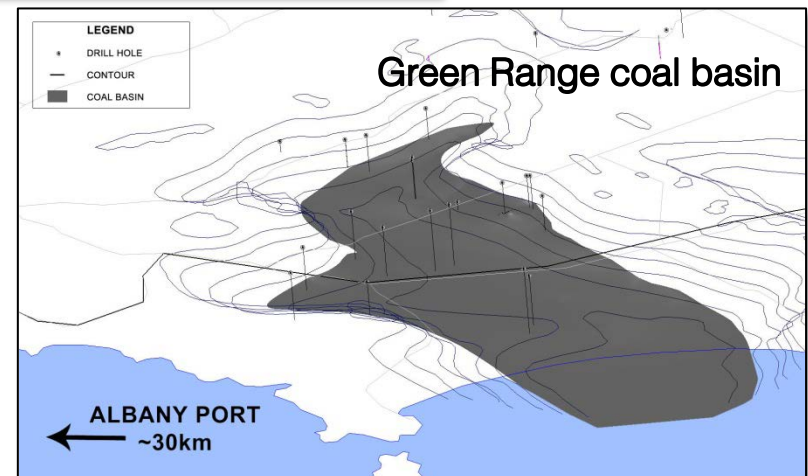 LEGEND
DRILL HOLE
CONTOUR
COAL BASIN
Green Range coal basin
ALBANY PORT
~30km